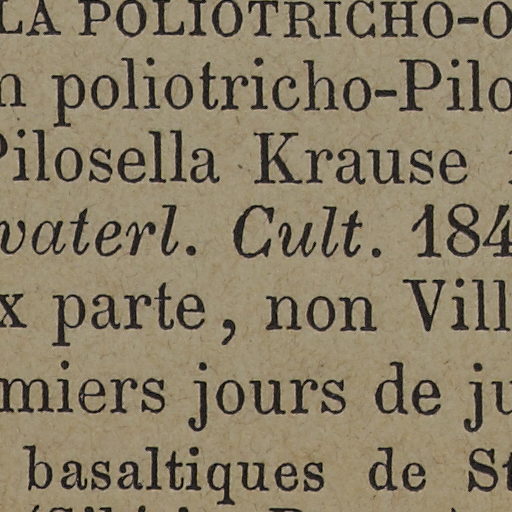 LA POLIOTRICHO-O
n poliotricho-Pilo
Pilosella Krause
vaterl. Cult. 184
x parte, non Vill
miers jours de ju
basaltiques de St